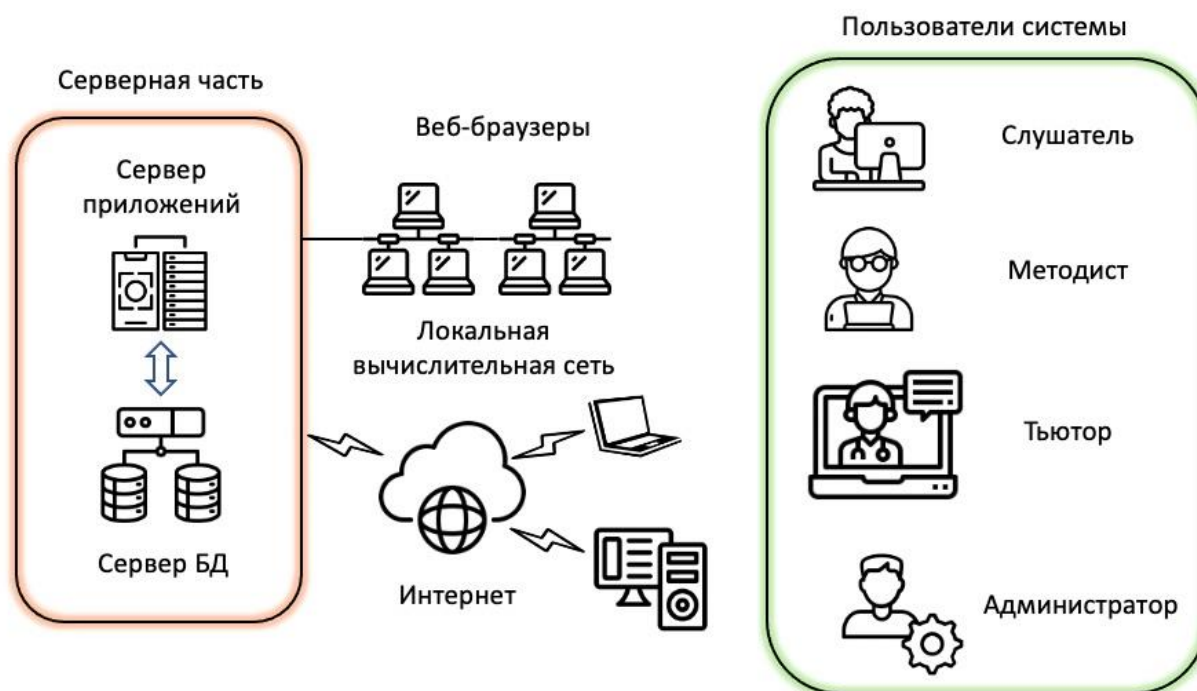 Пользователи системы
Серверная часть
Веб-браузеры
Сервер
приложений
Локальная
вычислительная сеть
Сервер БД
Интернет
Слушатель
Методист
Тьютор
Администратор